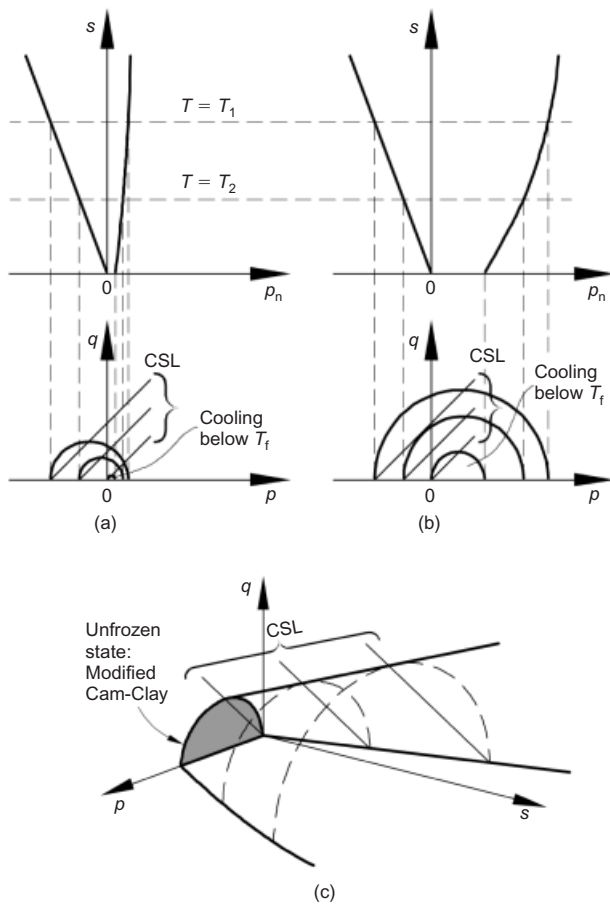 s
s
T = T1
T = T2
0
pn
0
pn
q
CSL
Cooling
below Tf
0
p
(a)
q
CSL
Cooling
below Tf
0
p
(b)
q
CSL
Unfrozen
state:
Modified
Cam-Clay
p
s
(c)